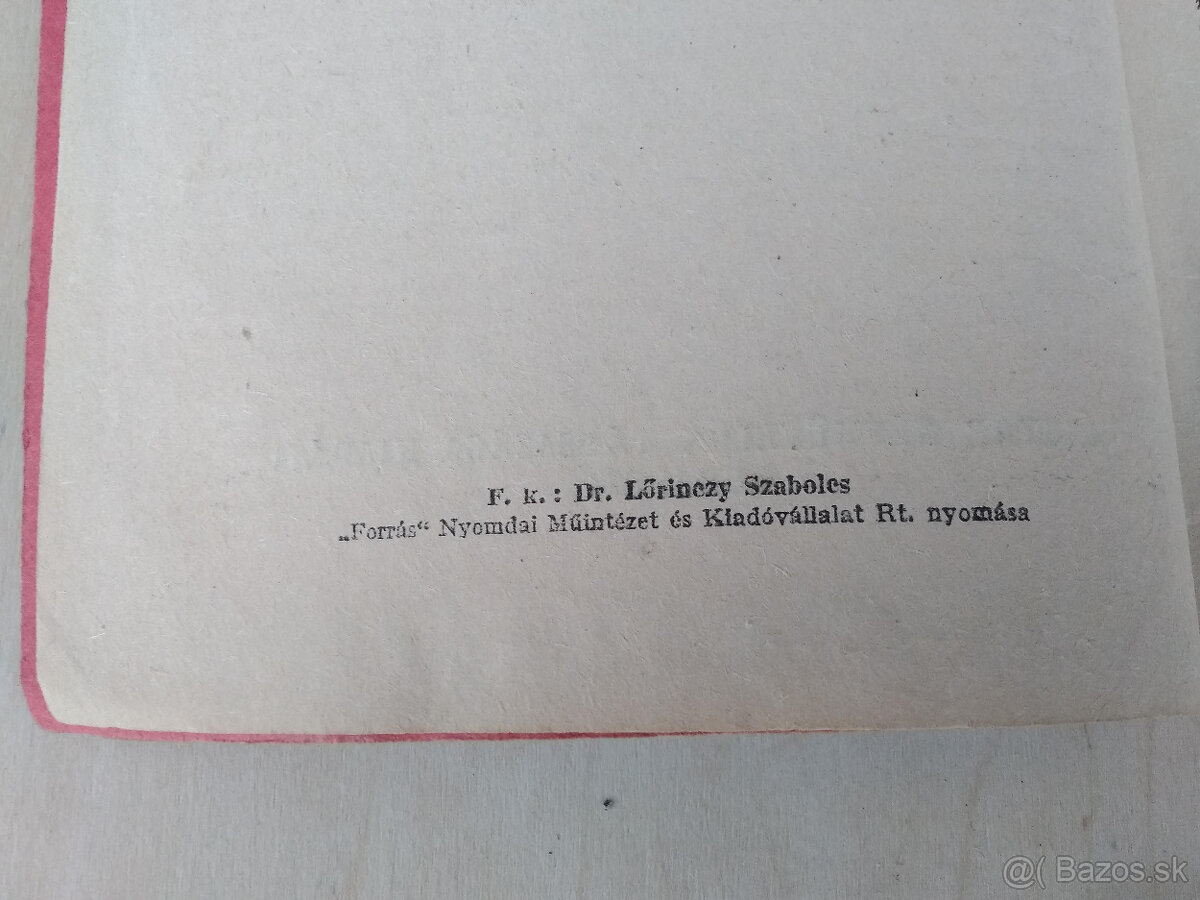 F. k. : Dr. Lőrinczy Szabolcs
„Forrás“ Nyomdai Műintézet és Kiadóvállalat Rt. nyomása
@( Bazos.sk